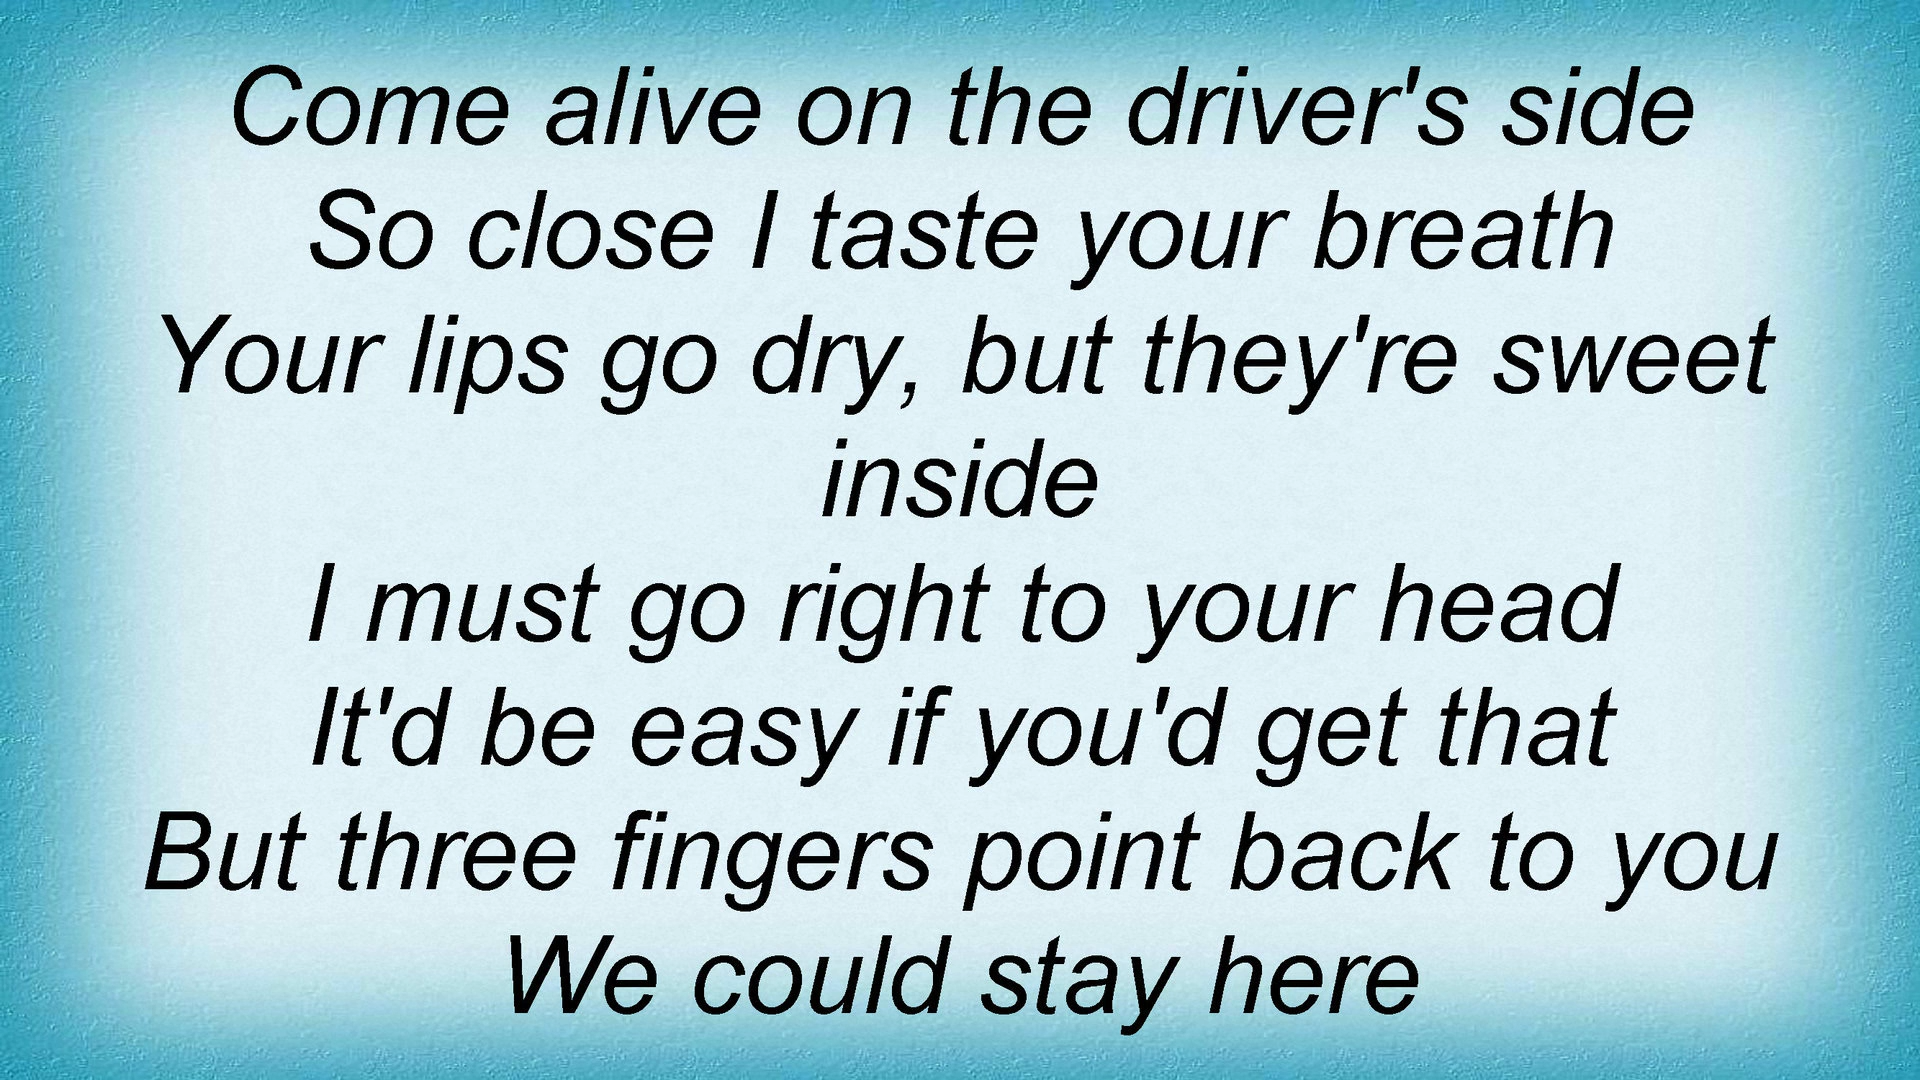 Come alive on the driver's side
So close I taste your breath
Your lips go dry, but they're sweet
inside
I must go right to your head
It'd be easy if you'd get that
But three fingers point back to you
We could stay here